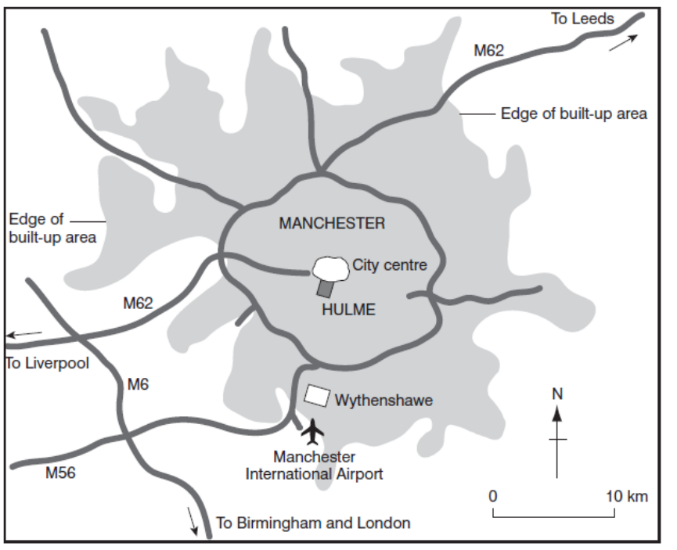 To Leeds
M62
Edge of built-up area
MANCHESTER
Edge of
built-up area
City centre
M62
HULME
To Liverpool
M6
Wythenshawe
N
Manchester
International Airport
M56
0
10 km
To Birmingham and London